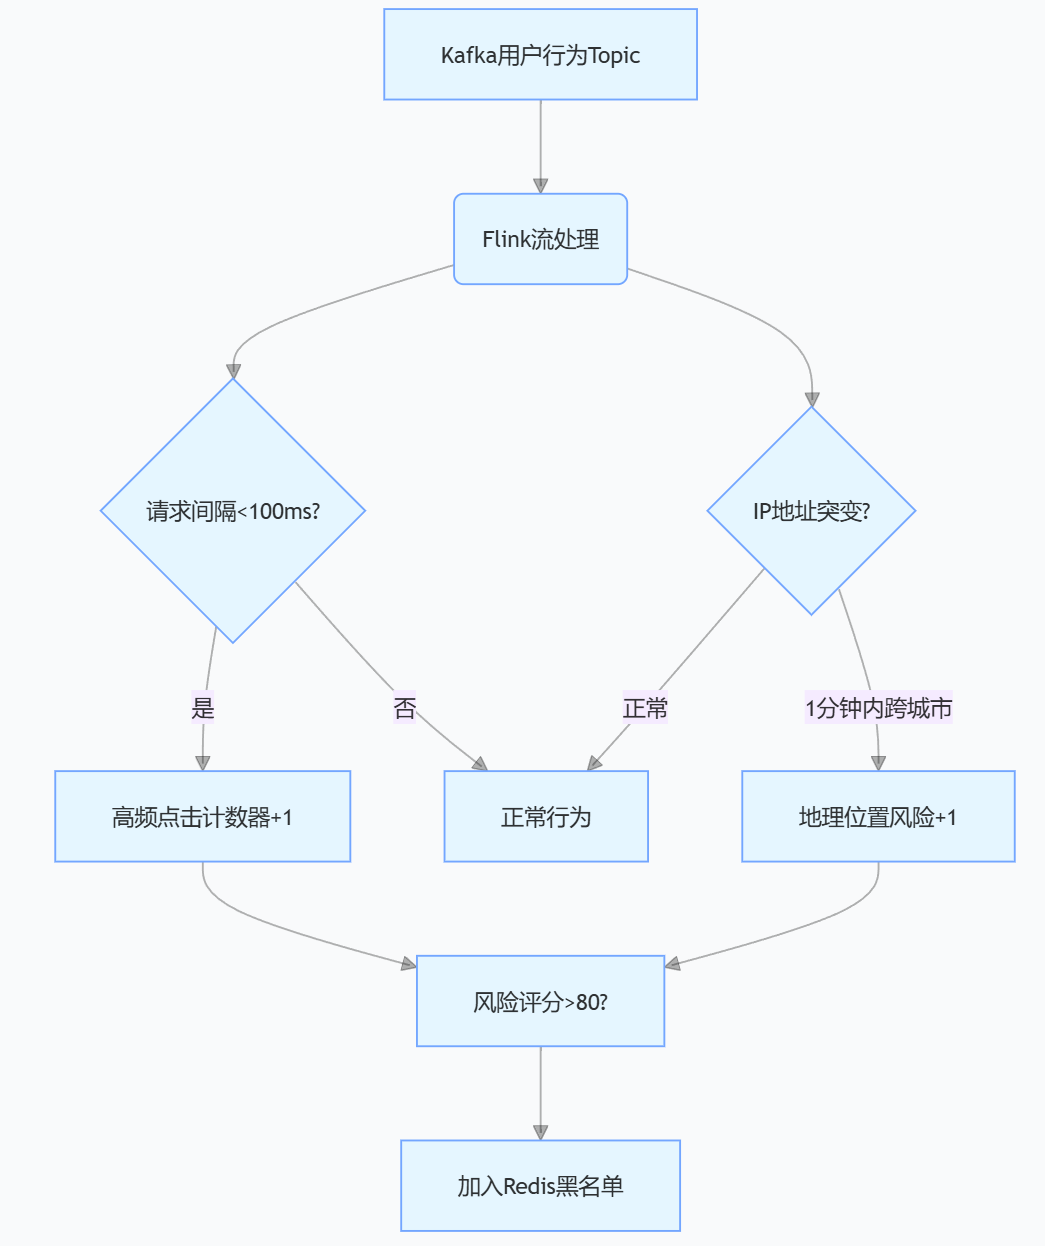 Kafka用户行为Topic
Flink流处理
请求间隔<100ms?
IP地址突变?
是
否
正常
1分钟内跨城市
高频点击计数器+1
正常行为
地理位置风险+1
风险评分>80?
加入Redis黑名单